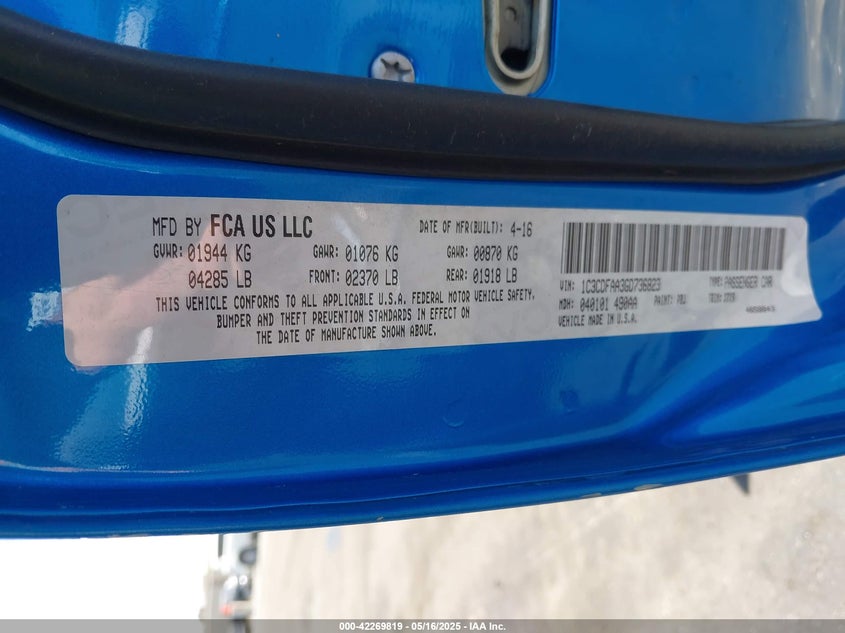 MFD BY FCA US LLC DATE OF MFR(BUILT): 4-16
GVWR: 01944 KG GAWR: 01076 KG GAWR: 00870 KG
04285 LB FRONT: 02370 LB REAR: 01918 LB
THIS VEHICLE CONFORMS TO ALL APPLICABLE U.S.A. FEDERAL MOTOR VEHICLE SAFETY,
BUMPER AND THEFT PREVENTION STANDARDS IN EFFECT ON
THE DATE OF MANUFACTURE SHOWN ABOVE.
VIN: 1C3CDFAA3GD736823 TYPE: PASSENGER CAR
MDH: 040101 490AA PAINT: TRIM:
VEHICLE MADE IN U.S.A.
000-42269819 - 05/16/2025 - IAA Inc.